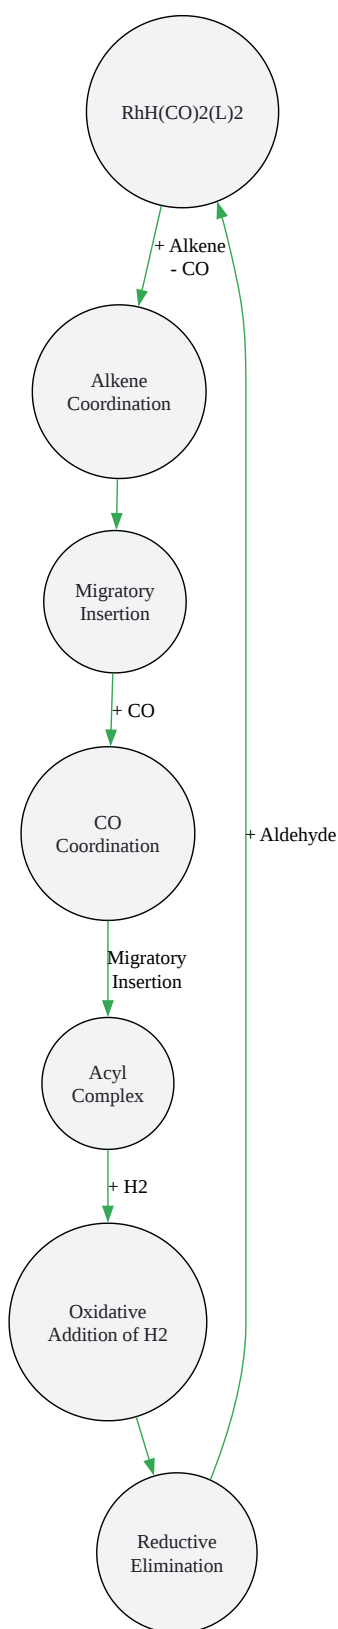 RhH(CO)2(L)2
+ Alkene
- CO
Alkene
Coordination
Migratory
Insertion
+ CO
CO
Coordination
+ Aldehyde
Migratory
Insertion
Acyl
Complex
+ H2
Oxidative
Addition of H2
Reductive
Elimination